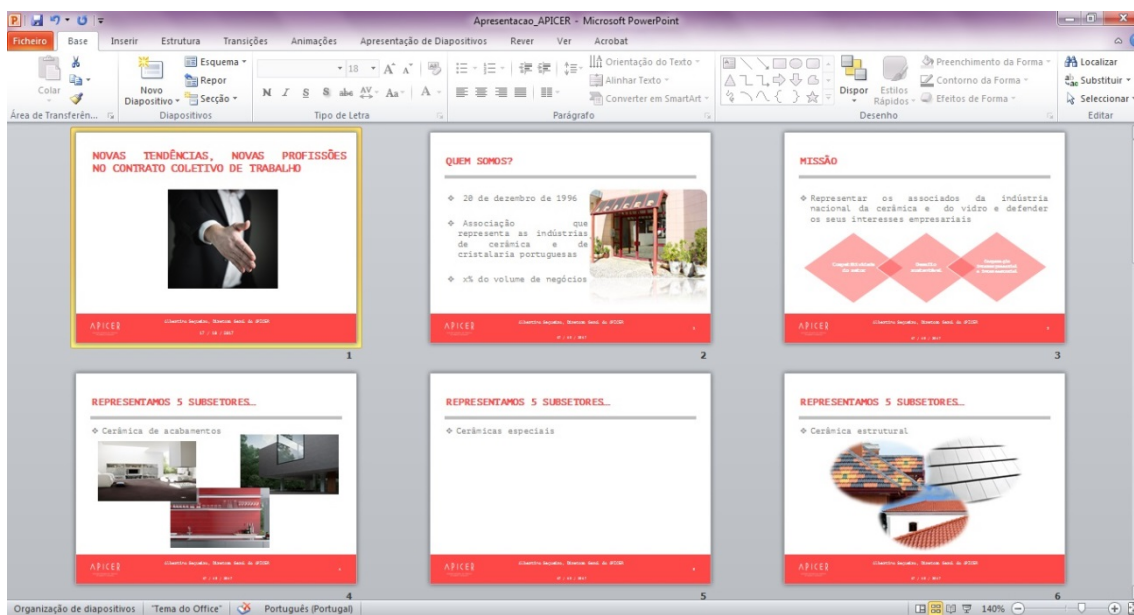 Apresentacao_APICER - Microsoft PowerPoint
Ficheiro Base Inserir Estrutura Transições Animações Apresentação de Diapositivos Rever Ver Acrobat
Colar
Novo
Diapositivo
Esquema
Repor
Secção
18
N I S S abc AV Aa A
Orientação do Texto
Alinhar Texto
Converter em SmartArt
Dispor
Estilos
Rápidos
Preenchimento da Forma
Contorno da Forma
Efeitos de Forma
Localizar
Substituir
Seleccionar
Área de Transferên... Diapositivos Tipo de Letra Parágrafo Desenho Editar
NOVAS TENDÊNCIAS, NOVAS PROFISSÕES
NO CONTRATO COLETIVO DE TRABALHO
APICER
1
QUEM SOMOS?
20 de dezembro de 1996
Associação que
representa as indústrias
de cerâmica e de
cristalaria portuguesas
x% do volume de negócios
APICER
2
MISSÃO
Representar os associados da indústria
nacional da cerâmica e do vidro e defender
os seus interesses empresariais
APICER
3
REPRESENTAMOS 5 SUBSETORES…
Cerâmica de acabamentos
APICER
4
REPRESENTAMOS 5 SUBSETORES…
Cerâmicas especiais
APICER
5
REPRESENTAMOS 5 SUBSETORES…
Cerâmica estrutural
APICER
6
Organização de diapositivos "Tema do Office" Português (Portugal) 140%